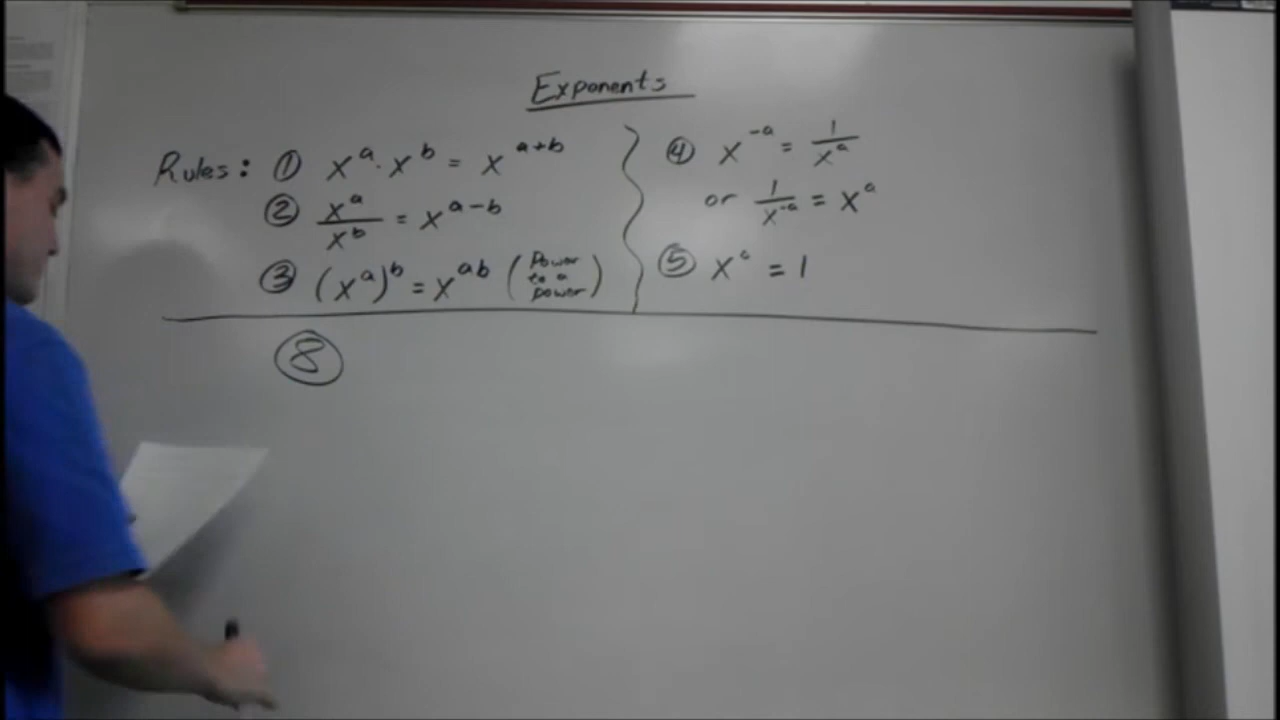 Exponents
Rules: ① x^a · x^b = x^(a+b)
② x^a / x^b = x^(a-b)
③ (x^a)^b = x^(ab) (Power to a power)
④ x^(-a) = 1/x^a
or 1/x^(-a) = x^a
⑤ x^0 = 1
⑧